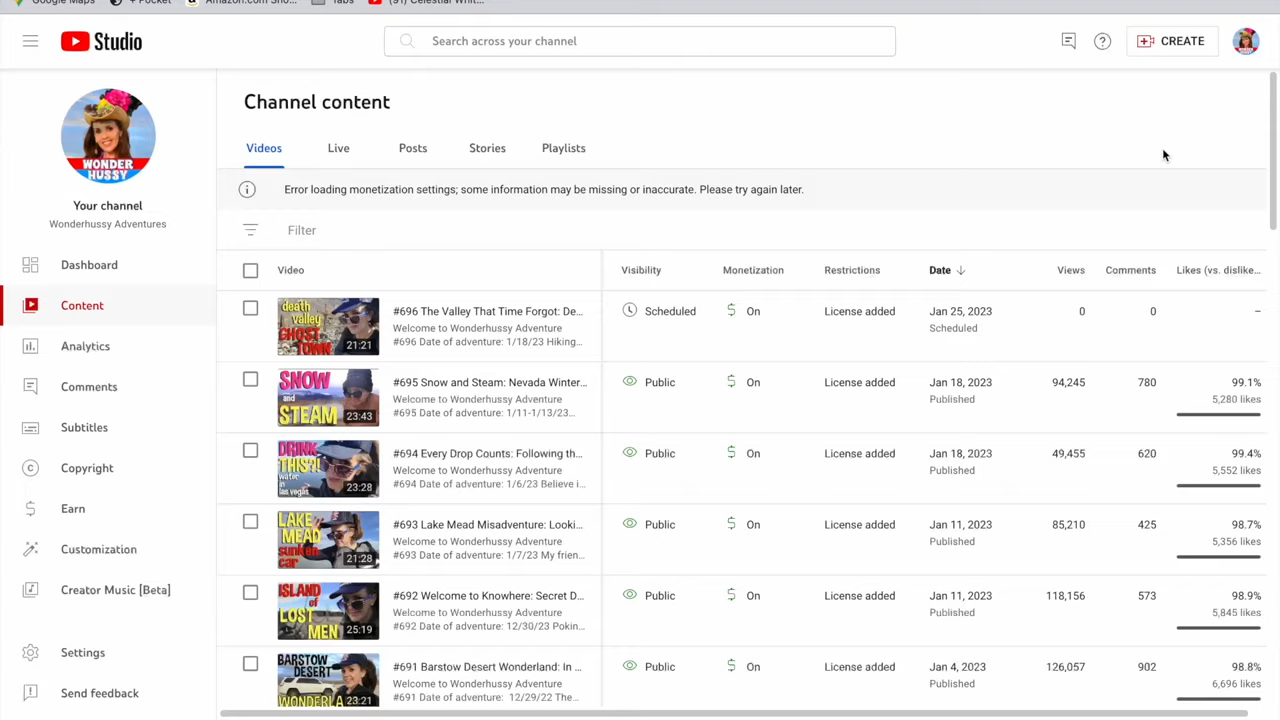 Google Maps + Pocket Amazon.com Sho... Tabs (91) Celestial Whit...
Studio
Search across your channel
CREATE
WONDER
HUSSY
Your channel
Wonderhussy Adventures
Dashboard
Content
Analytics
Comments
Subtitles
Copyright
Earn
Customization
Creator Music [Beta]
Settings
Send feedback
Channel content
Videos Live Posts Stories Playlists
Error loading monetization settings; some information may be missing or inaccurate. Please try again later.
Filter
Video Visibility Monetization Restrictions Date Views Comments Likes (vs. dislike...
death
valley
GHOST
TOWN
21:21
#696 The Valley That Time Forgot: De...
Welcome to Wonderhussy Adventure
#696 Date of adventure: 1/18/23 Hiking...
Scheduled On License added Jan 25, 2023 0 0 –
Scheduled
SNOW
and
STEAM
23:43
#695 Snow and Steam: Nevada Winter...
Welcome to Wonderhussy Adventure
#695 Date of adventure: 1/11-1/13/23...
Public On License added Jan 18, 2023 94,245 780 99.1%
Published 5,280 likes
DRINK
THIS?!
water
in
las vegas
23:28
#694 Every Drop Counts: Following th...
Welcome to Wonderhussy Adventure
#694 Date of adventure: 1/6/23 Believe i...
Public On License added Jan 18, 2023 49,455 620 99.4%
Published 5,552 likes
LAKE
MEAD
sunken
car
21:28
#693 Lake Mead Misadventure: Looki...
Welcome to Wonderhussy Adventure
#693 Date of adventure: 1/7/23 My frien...
Public On License added Jan 11, 2023 85,210 425 98.7%
Published 5,356 likes
ISLAND
of
LOST
MEN
25:19
#692 Welcome to Knowhere: Secret D...
Welcome to Wonderhussy Adventure
#692 Date of adventure: 12/30/23 Pokin...
Public On License added Jan 11, 2023 118,156 573 98.9%
Published 5,845 likes
BARSTOW
DESERT
WONDERLA
23:21
#691 Barstow Desert Wonderland: In ...
Welcome to Wonderhussy Adventure
#691 Date of adventure: 12/29/22 The...
Public On License added Jan 4, 2023 126,057 902 98.8%
Published 6,696 likes